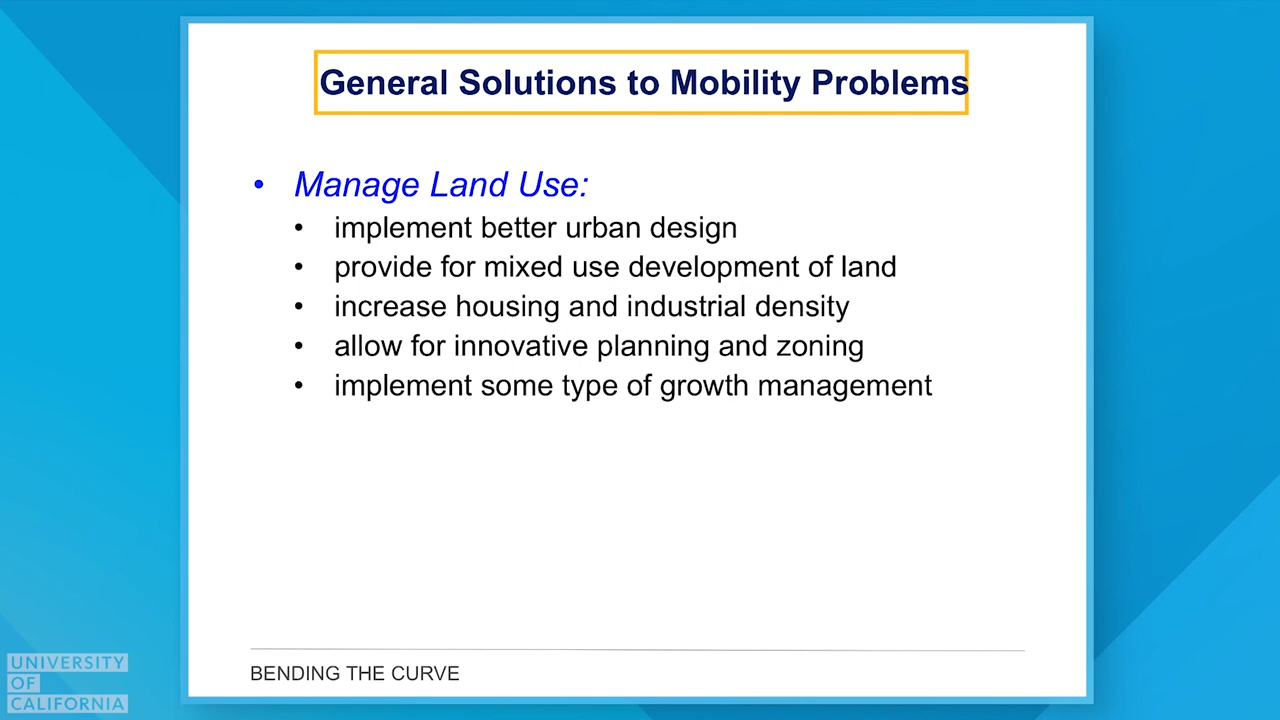 General Solutions to Mobility Problems
• Manage Land Use:
• implement better urban design
• provide for mixed use development of land
• increase housing and industrial density
• allow for innovative planning and zoning
• implement some type of growth management
BENDING THE CURVE
UNIVERSITY
OF
CALIFORNIA